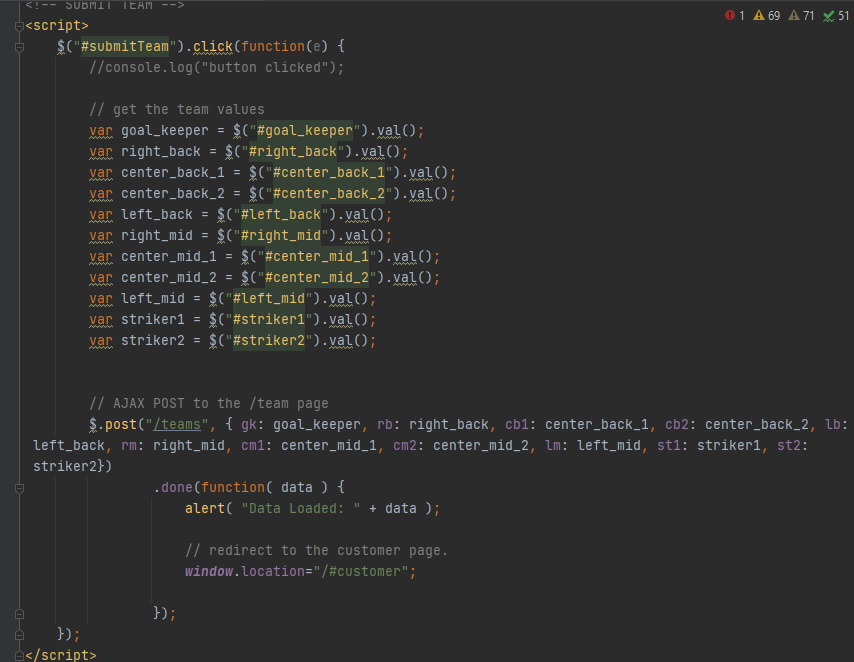 <!-- SUBMIT TEAM -->
1 69 71 51
<script>
$("#submitTeam").click(function(e) {
//console.log("button clicked");
// get the team values
var goal_keeper = $("#goal_keeper").val();
var right_back = $("#right_back").val();
var center_back_1 = $("#center_back_1").val();
var center_back_2 = $("#center_back_2").val();
var left_back = $("#left_back").val();
var right_mid = $("#right_mid").val();
var center_mid_1 = $("#center_mid_1").val();
var center_mid_2 = $("#center_mid_2").val();
var left_mid = $("#left_mid").val();
var striker1 = $("#striker1").val();
var striker2 = $("#striker2").val();
// AJAX POST to the /team page
$.post("/teams", { gk: goal_keeper, rb: right_back, cb1: center_back_1, cb2: center_back_2, lb:
left_back, rm: right_mid, cm1: center_mid_1, cm2: center_mid_2, lm: left_mid, st1: striker1, st2:
striker2})
.done(function( data ) {
alert( "Data Loaded: " + data );
// redirect to the customer page.
window.location="/#customer";
});
});
</script>